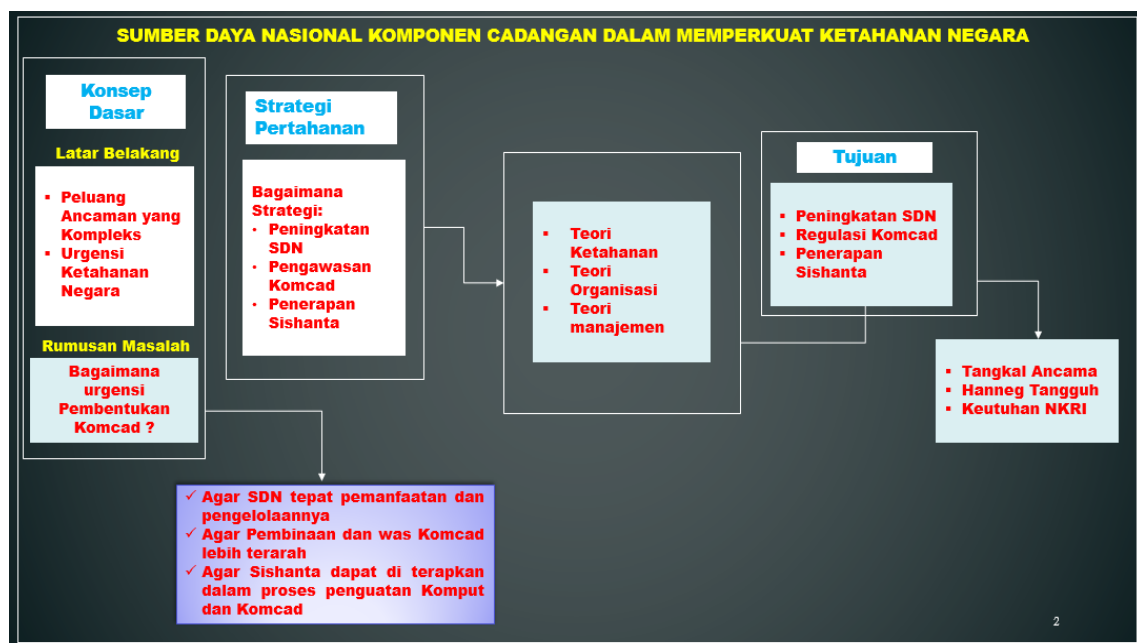 SUMBER DAYA NASIONAL KOMPONEN CADANGAN DALAM MEMPERKUAT KETAHANAN NEGARA
Konsep
Dasar
Latar Belakang
▪ Peluang
Ancaman yang
Kompleks
▪ Urgensi
Ketahanan
Negara
Rumusan Masalah
Bagaimana
urgensi
Pembentukan
Komcad ?
Strategi
Pertahanan
Bagaimana
Strategi:
• Peningkatan
SDN
• Pengawasan
Komcad
• Penerapan
Sishanta
▪ Teori
Ketahanan
▪ Teori
Organisasi
▪ Teori
manajemen
Tujuan
▪ Peningkatan SDN
▪ Regulasi Komcad
▪ Penerapan
Sishanta
▪ Tangkal Ancama
▪ Hanneg Tangguh
▪ Keutuhan NKRI
✓ Agar SDN tepat pemanfaatan dan
pengelolaannya
✓ Agar Pembinaan dan was Komcad
lebih terarah
✓ Agar Sishanta dapat di terapkan
dalam proses penguatan Komput
dan Komcad
2